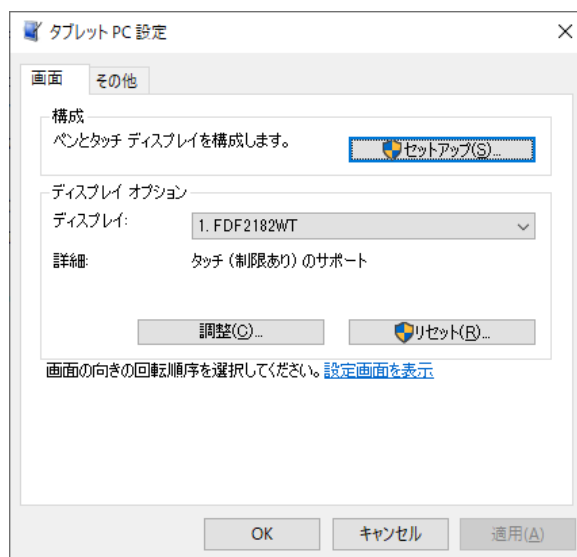 タブレット PC 設定
画面
その他
構成
ペンとタッチ ディスプレイを構成します。
セットアップ(S)...
ディスプレイ オプション
ディスプレイ:
1. FDF2182WT
詳細:
タッチ (制限あり) のサポート
調整(C)...
リセット(R)...
画面の向きの回転順序を選択してください。設定画面を表示
OK
キャンセル
適用(A)